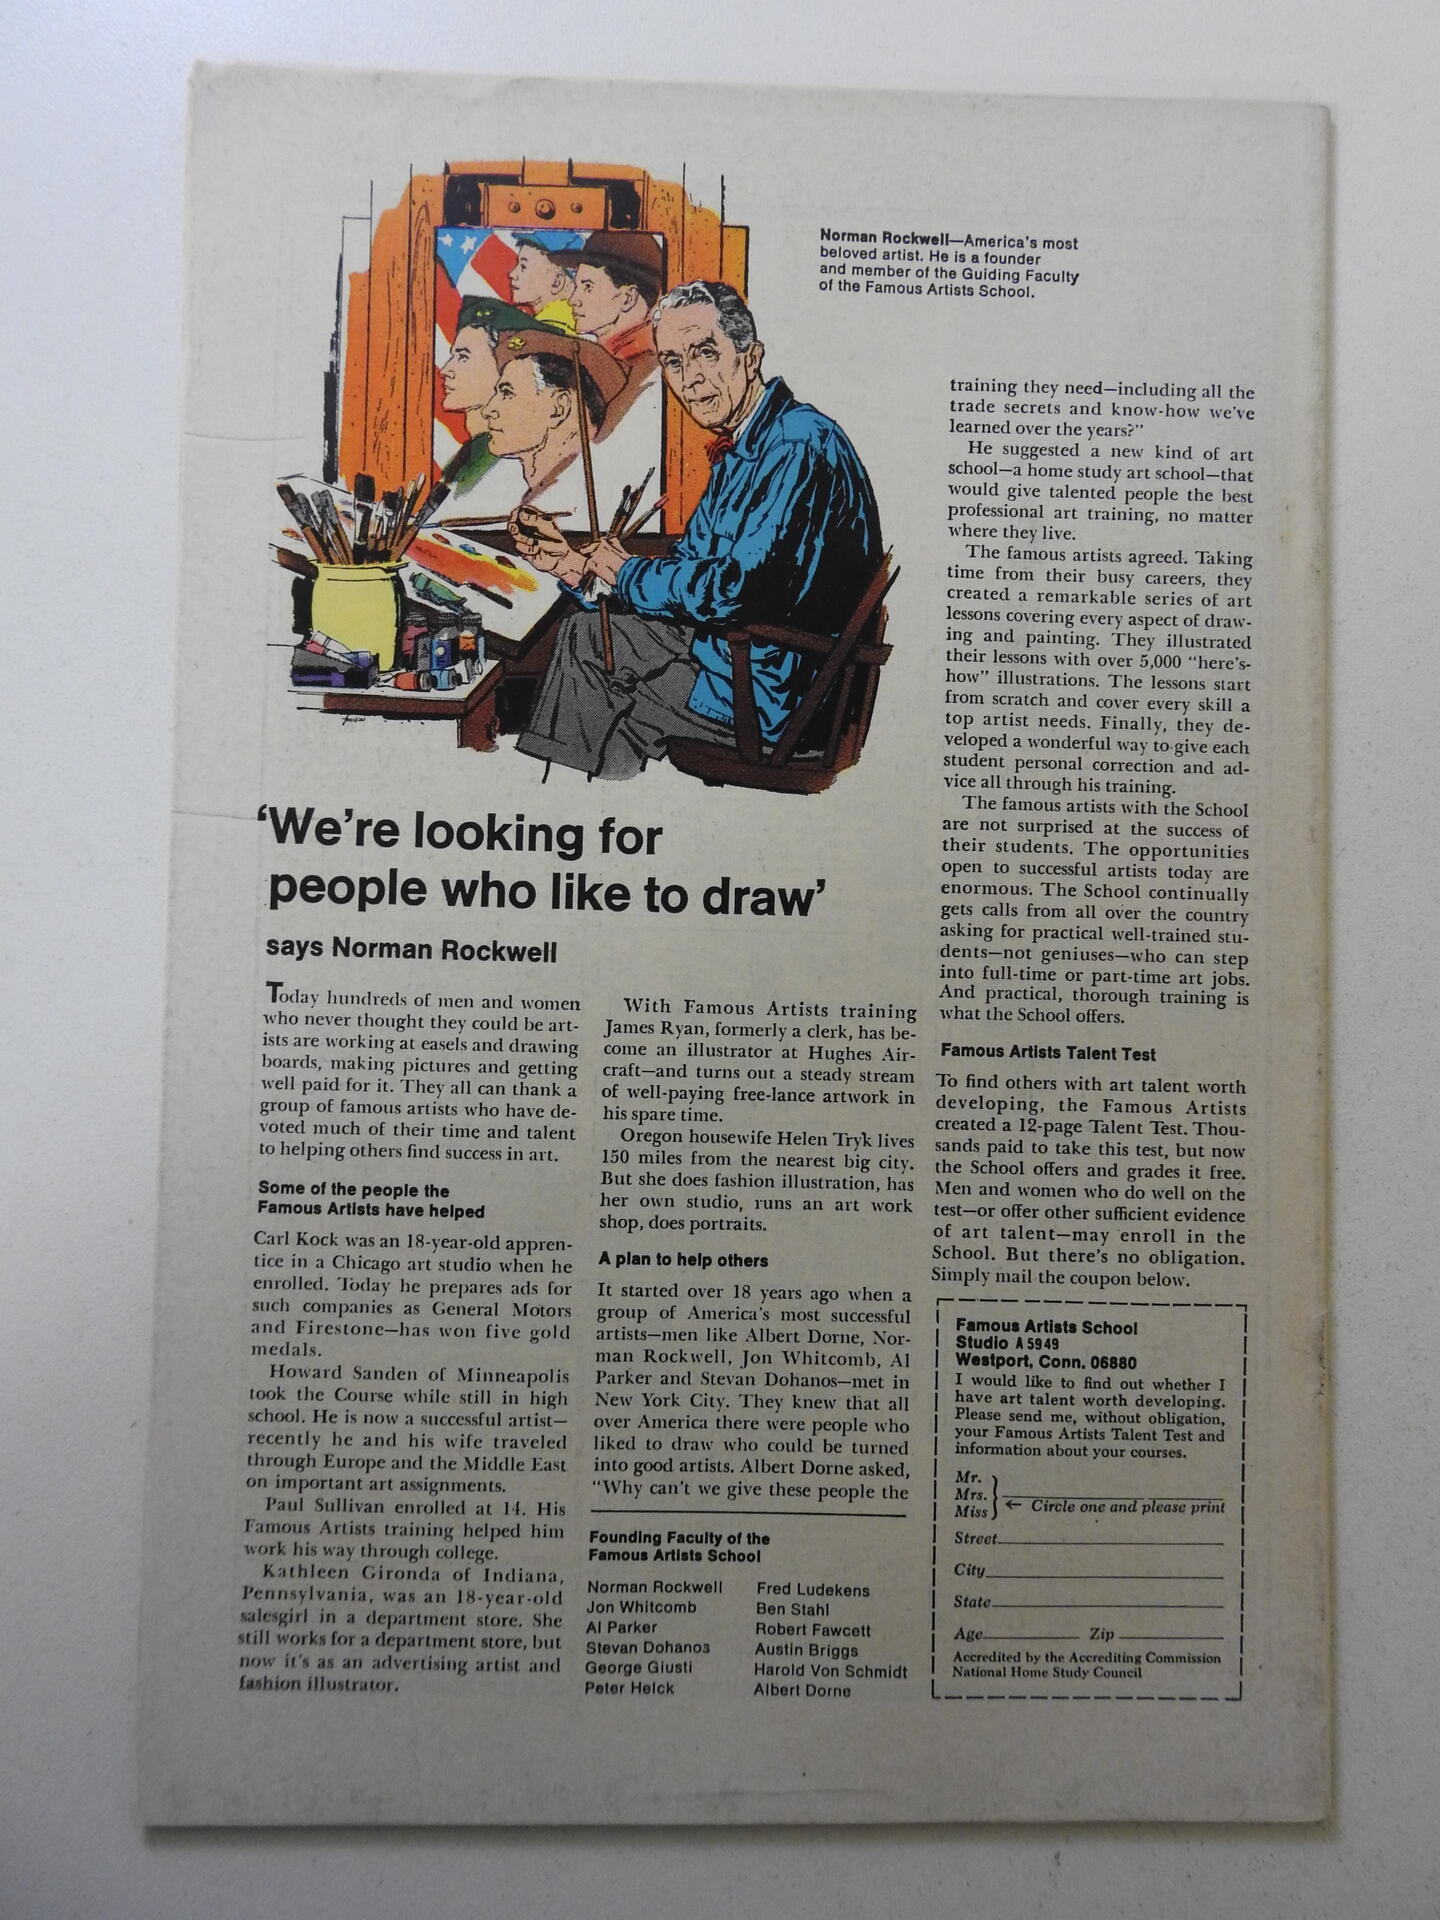 Norman Rockwell—America's most
beloved artist. He is a founder
and member of the Guiding Faculty
of the Famous Artists School.
'We're looking for
people who like to draw'
says Norman Rockwell
Today hundreds of men and women
who never thought they could be art-
ists are working at easels and drawing
boards, making pictures and getting
well paid for it. They all can thank a
group of famous artists who have de-
voted much of their time and talent
to helping others find success in art.
Some of the people the
Famous Artists have helped
Carl Kock was an 18-year-old appren-
tice in a Chicago art studio when he
enrolled. Today he prepares ads for
such companies as General Motors
and Firestone—has won five gold
medals.
Howard Sanden of Minneapolis
took the Course while still in high
school. He is now a successful artist—
recently he and his wife traveled
through Europe and the Middle East
on important art assignments.
Paul Sullivan enrolled at 14. His
Famous Artists training helped him
work his way through college.
Kathleen Gironda of Indiana,
Pennsylvania, was an 18-year-old
salesgirl in a department store. She
still works for a department store, but
now it's as an advertising artist and
fashion illustrator.
With Famous Artists training
James Ryan, formerly a clerk, has be-
come an illustrator at Hughes Air-
craft—and turns out a steady stream
of well-paying free-lance artwork in
his spare time.
Oregon housewife Helen Tryk lives
150 miles from the nearest big city.
But she does fashion illustration, has
her own studio, runs an art work
shop, does portraits.
A plan to help others
It started over 18 years ago when a
group of America's most successful
artists—men like Albert Dorne, Nor-
man Rockwell, Jon Whitcomb, Al
Parker and Stevan Dohanos—met in
New York City. They knew that all
over America there were people who
liked to draw who could be turned
into good artists. Albert Dorne asked,
"Why can't we give these people the
Founding Faculty of the
Famous Artists School
Norman Rockwell
Jon Whitcomb
Al Parker
Stevan Dohanos
George Giusti
Peter Helck
Fred Ludekens
Ben Stahl
Robert Fawcett
Austin Briggs
Harold Von Schmidt
Albert Dorne
training they need—including all the
trade secrets and know-how we've
learned over the years?"
He suggested a new kind of art
school—a home study art school—that
would give talented people the best
professional art training, no matter
where they live.
The famous artists agreed. Taking
time from their busy careers, they
created a remarkable series of art
lessons covering every aspect of draw-
ing and painting. They illustrated
their lessons with over 5,000 "here's-
how" illustrations. The lessons start
from scratch and cover every skill a
top artist needs. Finally, they de-
veloped a wonderful way to give each
student personal correction and ad-
vice all through his training.
The famous artists with the School
are not surprised at the success of
their students. The opportunities
open to successful artists today are
enormous. The School continually
gets calls from all over the country
asking for practical well-trained stu-
dents—not geniuses—who can step
into full-time or part-time art jobs.
And practical, thorough training is
what the School offers.
Famous Artists Talent Test
To find others with art talent worth
developing, the Famous Artists
created a 12-page Talent Test. Thou-
sands paid to take this test, but now
the School offers and grades it free.
Men and women who do well on the
test—or offer other sufficient evidence
of art talent—may enroll in the
School. But there's no obligation.
Simply mail the coupon below.
Famous Artists School
Studio A 5949
Westport, Conn. 06880
I would like to find out whether I
have art talent worth developing.
Please send me, without obligation,
your Famous Artists Talent Test and
information about your courses.
Mr.
Mrs.
Miss ← Circle one and please print
Street
City
State
Age Zip
Accredited by the Accrediting Commission
National Home Study Council